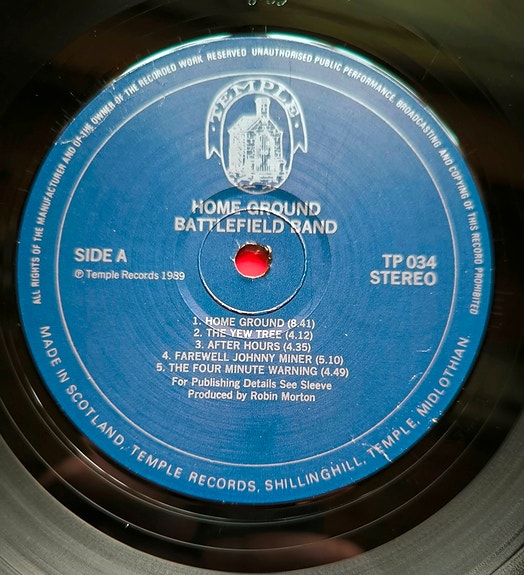 ALL RIGHTS OF THE MANUFACTURER AND OF THE OWNER OF THE RECORDED WORK RESERVED UNAUTHORISED PUBLIC PERFORMANCE, BROADCASTING AND COPYING OF THIS RECORD PROHIBITED
·TEMPLE·
HOME GROUND
BATTLEFIELD BAND
SIDE A
℗ Temple Records 1989
TP 034
STEREO
1. HOME GROUND (8.41)
2. THE YEW TREE (4.12)
3. AFTER HOURS (4.35)
4. FAREWELL JOHNNY MINER (5.10)
5. THE FOUR MINUTE WARNING (4.49)
For Publishing Details See Sleeve
Produced by Robin Morton
MADE IN SCOTLAND, TEMPLE RECORDS, SHILLINGHILL, TEMPLE, MIDLOTHIAN.